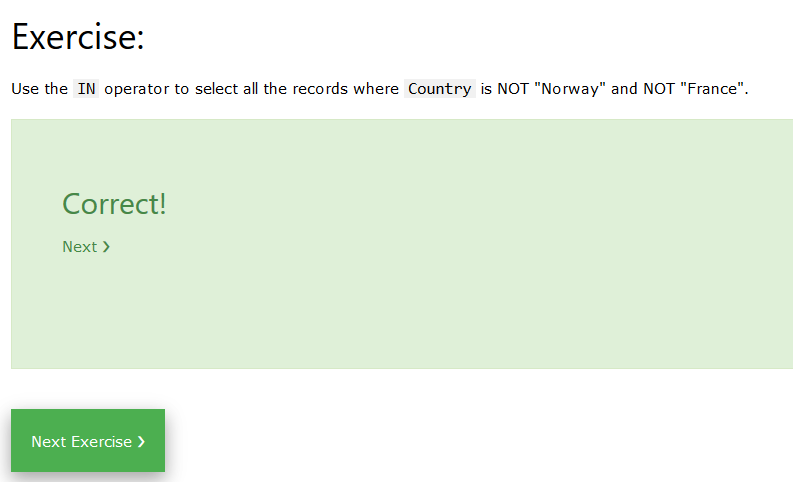 Exercise:
Use the IN operator to select all the records where Country is NOT "Norway" and NOT "France".
Correct!
Next ❯
Next Exercise ❯